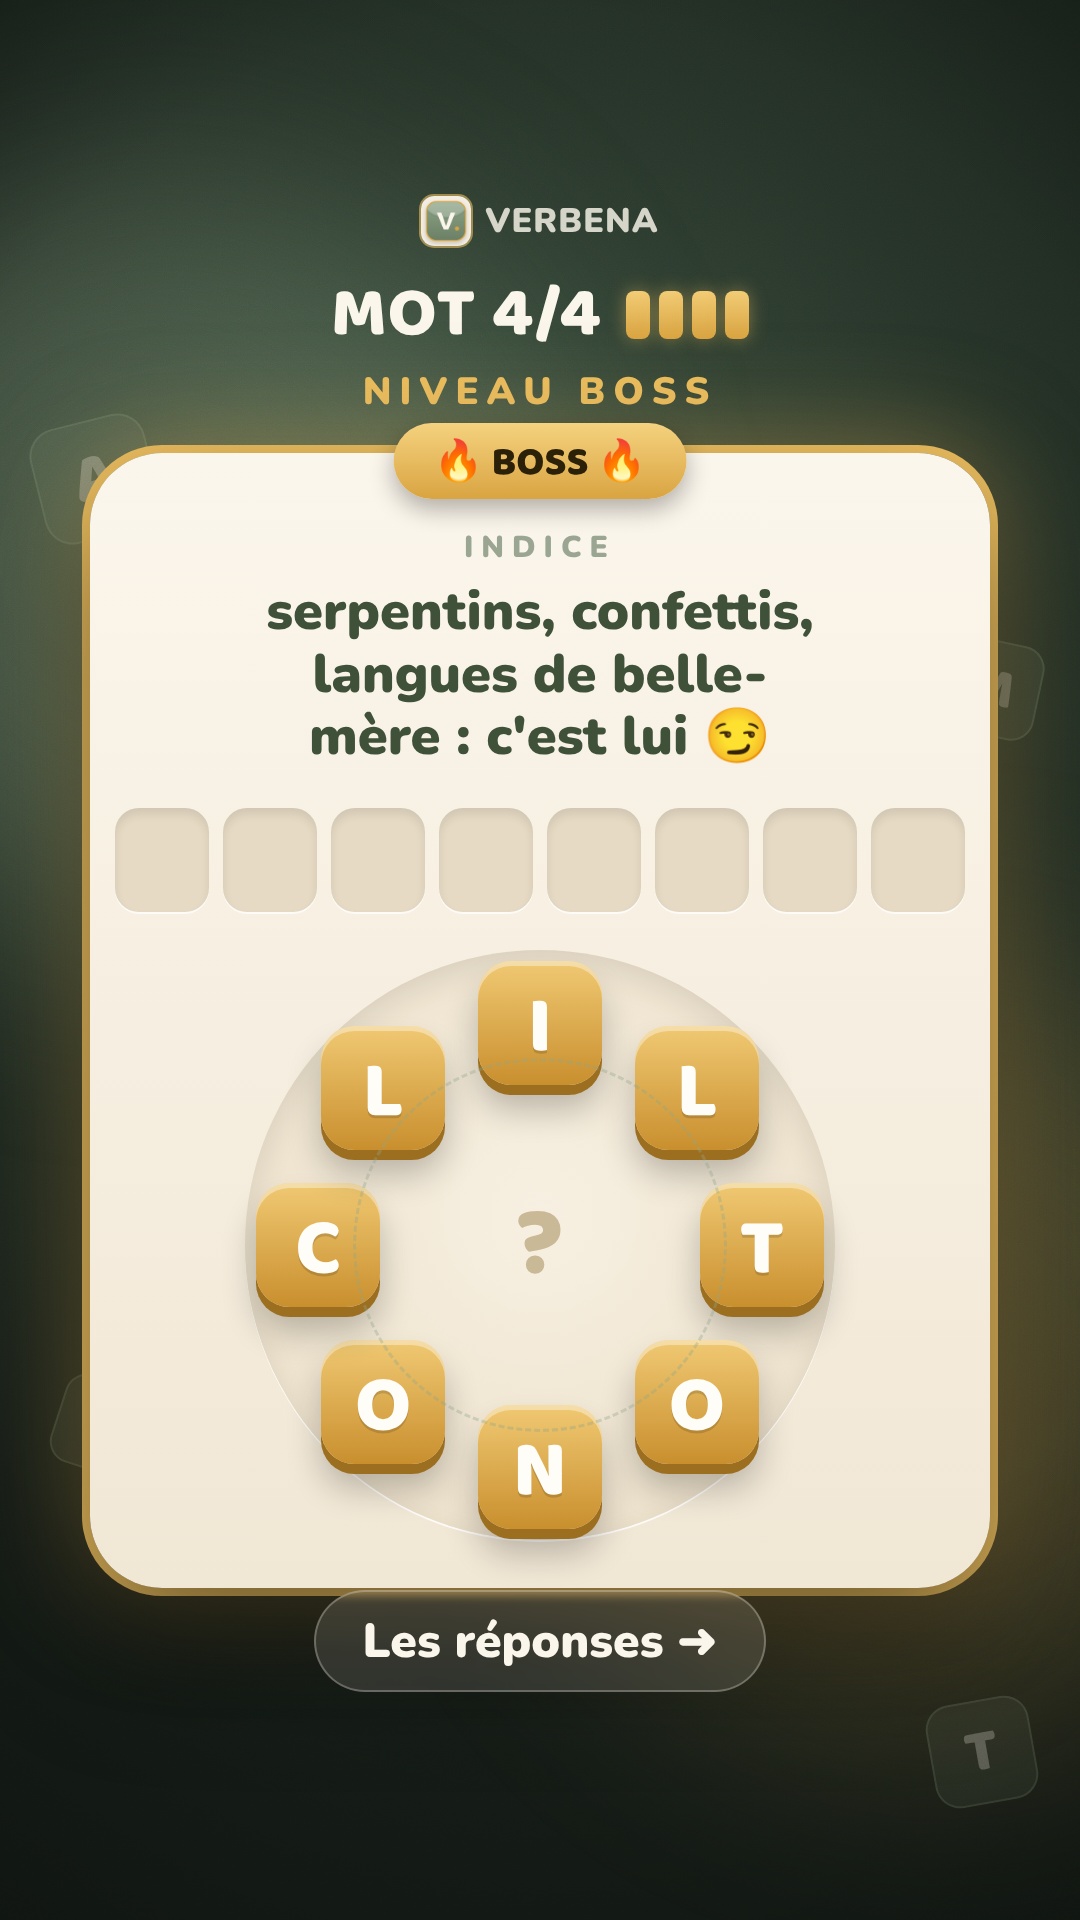 V.
VERBENA
MOT 4/4
NIVEAU BOSS
🔥 BOSS 🔥
INDICE
serpentins, confettis,
langues de belle-
mère : c'est lui 😏
I
L
L
C
?
T
O
O
N
Les réponses →
T